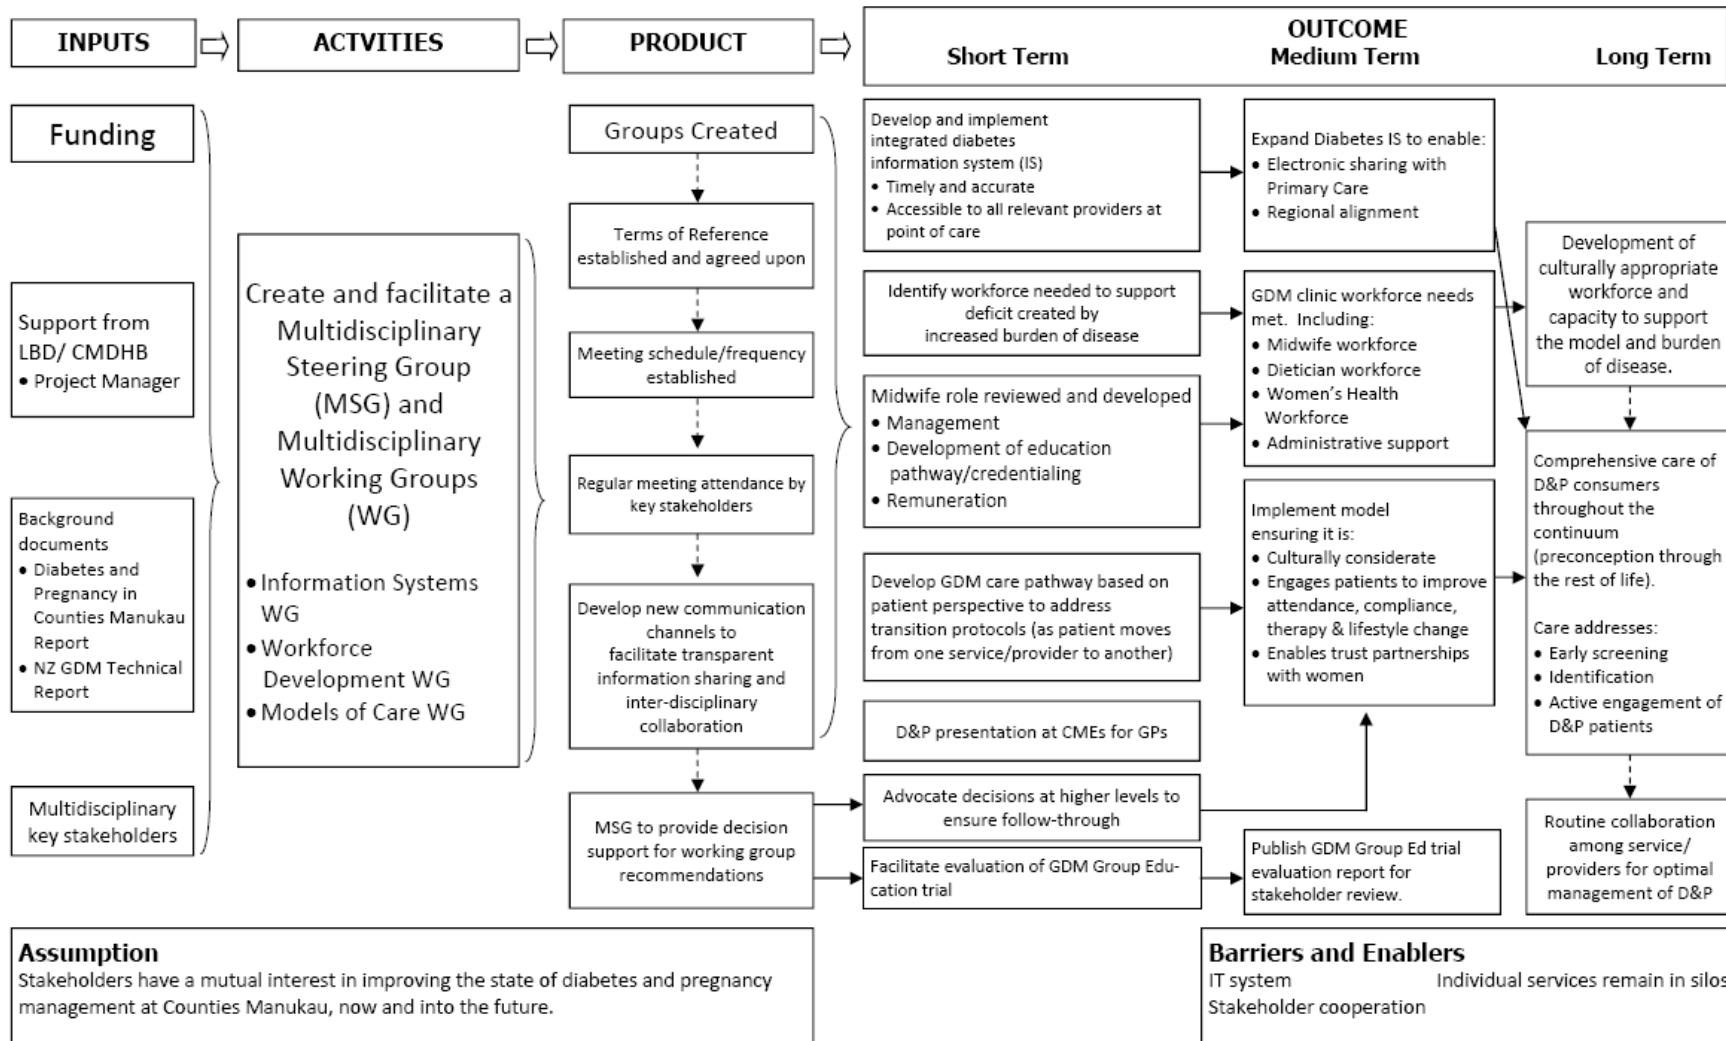 INPUTS
ACTVITIES
PRODUCT
OUTCOME
Short Term
Medium Term
Long Term
Funding
Support from
LBD/ CMDHB
• Project Manager
Background
documents
• Diabetes and
Pregnancy in
Counties Manukau
Report
• NZ GDM Technical
Report
Multidisciplinary
key stakeholders
Create and facilitate a
Multidisciplinary
Steering Group
(MSG) and
Multidisciplinary
Working Groups
(WG)
• Information Systems
WG
• Workforce
Development WG
• Models of Care WG
Groups Created
Terms of Reference
established and agreed upon
Meeting schedule/frequency
established
Regular meeting attendance by
key stakeholders
Develop new communication
channels to
facilitate transparent
information sharing and
inter-disciplinary
collaboration
MSG to provide decision
support for working group
recommendations
Develop and implement
integrated diabetes
information system (IS)
• Timely and accurate
• Accessible to all relevant providers at
point of care
Identify workforce needed to support
deficit created by
increased burden of disease
Midwife role reviewed and developed
• Management
• Development of education
pathway/credentialing
• Remuneration
Develop GDM care pathway based on
patient perspective to address
transition protocols (as patient moves
from one service/provider to another)
D&P presentation at CMEs for GPs
Advocate decisions at higher levels to
ensure follow-through
Facilitate evaluation of GDM Group Edu-
cation trial
Expand Diabetes IS to enable:
• Electronic sharing with
Primary Care
• Regional alignment
GDM clinic workforce needs
met. Including:
• Midwife workforce
• Dietician workforce
• Women's Health
Workforce
• Administrative support
Implement model
ensuring it is:
• Culturally considerate
• Engages patients to improve
attendance, compliance,
therapy & lifestyle change
• Enables trust partnerships
with women
Publish GDM Group Ed trial
evaluation report for
stakeholder review.
Development of
culturally appropriate
workforce and
capacity to support
the model and burden
of disease.
Comprehensive care of
D&P consumers
throughout the
continuum
(preconception through
the rest of life).
Care addresses:
• Early screening
• Identification
• Active engagement of
D&P patients
Routine collaboration
among service/
providers for optimal
management of D&P
Assumption
Stakeholders have a mutual interest in improving the state of diabetes and pregnancy
management at Counties Manukau, now and into the future.
Barriers and Enablers
IT system Individual services remain in silos
Stakeholder cooperation